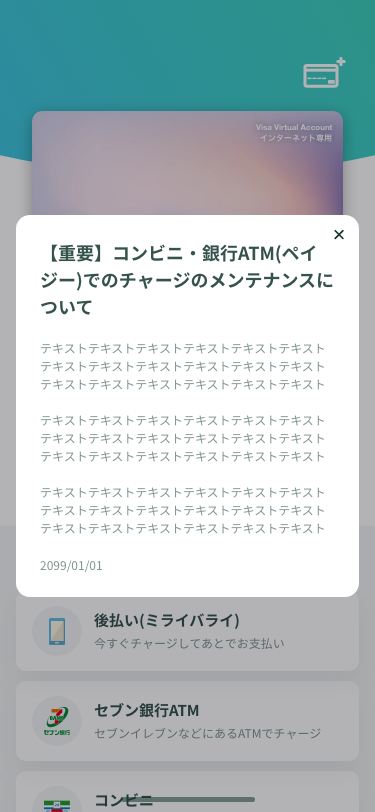 Visa Virtual Account
インターネット専用
【重要】コンビニ・銀行ATM(ペイ
ジー)でのチャージのメンテナンスに
ついて
テキストテキストテキストテキストテキストテキスト
テキストテキストテキストテキストテキストテキスト
テキストテキストテキストテキストテキストテキスト
テキストテキストテキストテキストテキストテキスト
テキストテキストテキストテキストテキストテキスト
テキストテキストテキストテキストテキストテキスト
テキストテキストテキストテキストテキストテキスト
テキストテキストテキストテキストテキストテキスト
テキストテキストテキストテキストテキストテキスト
2099/01/01
後払い(ミライバライ)
今すぐチャージしてあとでお支払い
セブン銀行
セブン銀行ATM
セブンイレブンなどにあるATMでチャージ
コンビニ